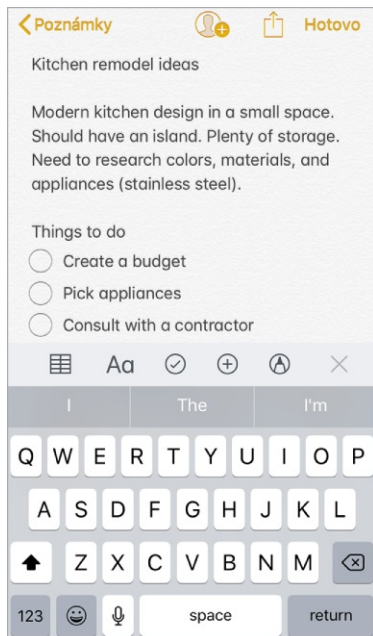 Poznámky
Hotovo
Kitchen remodel ideas
Modern kitchen design in a small space.
Should have an island. Plenty of storage.
Need to research colors, materials, and
appliances (stainless steel).
Things to do
Create a budget
Pick appliances
Consult with a contractor
Aa
I The I'm
Q W E R T Y U I O P
A S D F G H J K L
Z X C V B N M
123 space return